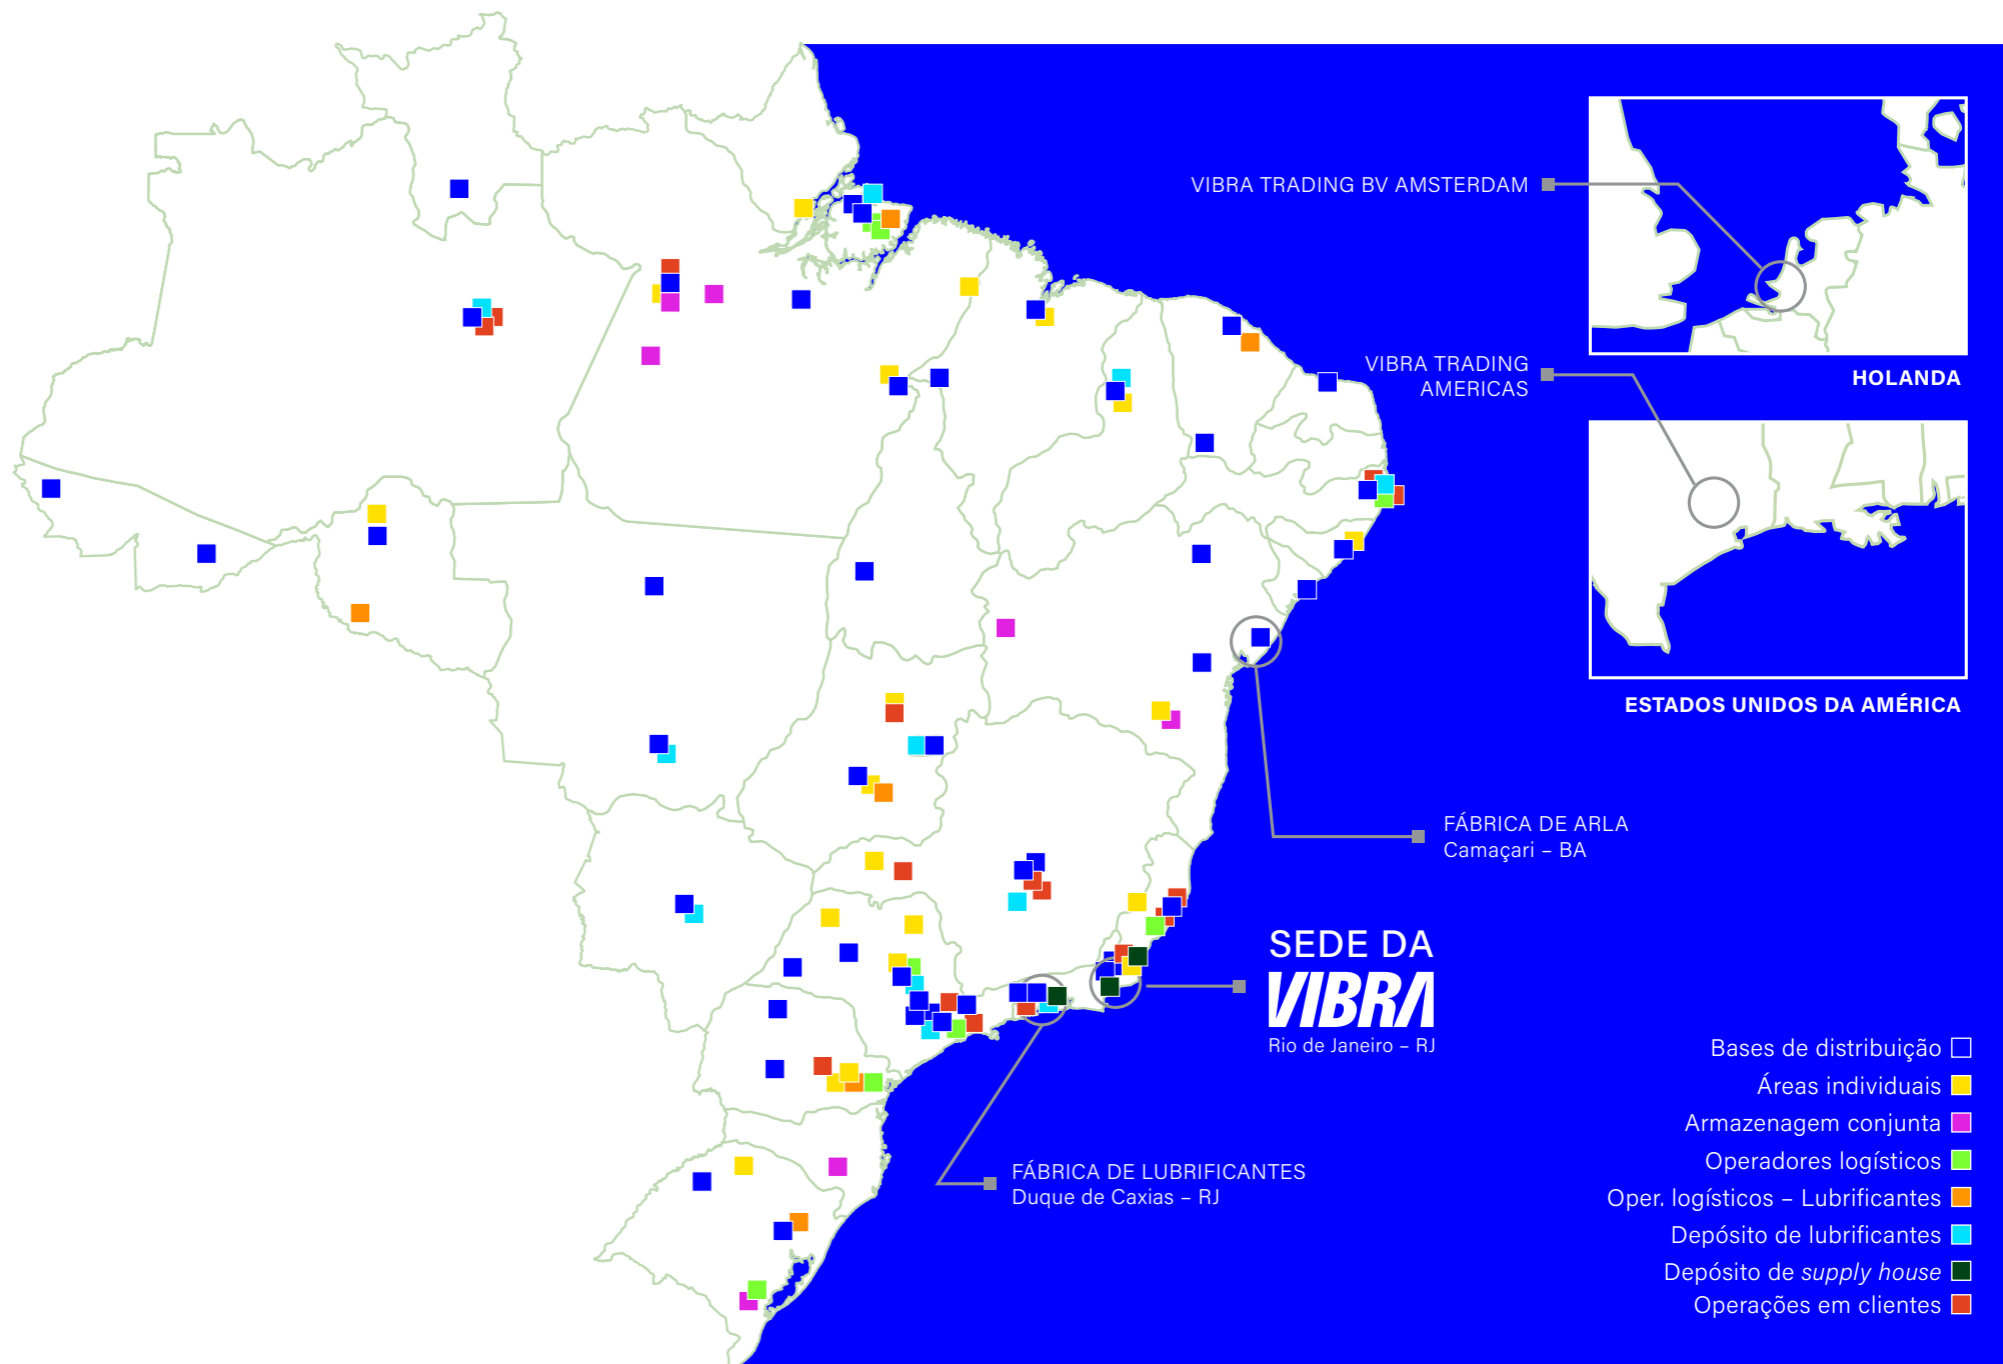 VIBRA TRADING BV AMSTERDAM
HOLANDA
VIBRA TRADING
AMERICAS
ESTADOS UNIDOS DA AMÉRICA
FÁBRICA DE ARLA
Camaçari – BA
SEDE DA
VIBRA
Rio de Janeiro – RJ
FÁBRICA DE LUBRIFICANTES
Duque de Caxias – RJ
Bases de distribuição
Áreas individuais
Armazenagem conjunta
Operadores logísticos
Oper. logísticos – Lubrificantes
Depósito de lubrificantes
Depósito de supply house
Operações em clientes